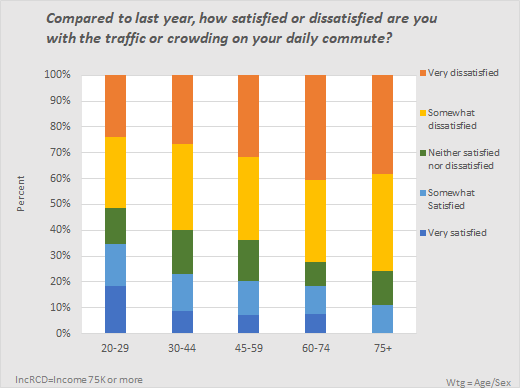 Compared to last year, how satisfied or dissatisfied are you
with the traffic or crowding on your daily commute?
100%
90%
80%
70%
60%
50%
40%
30%
20%
10%
0%
Percent
20-29
30-44
45-59
60-74
75+
Very dissatisfied
Somewhat
dissatisfied
Neither satisfied
nor dissatisfied
Somewhat
Satisfied
Very satisfied
IncRCD=Income 75K or more
Wtg = Age/Sex